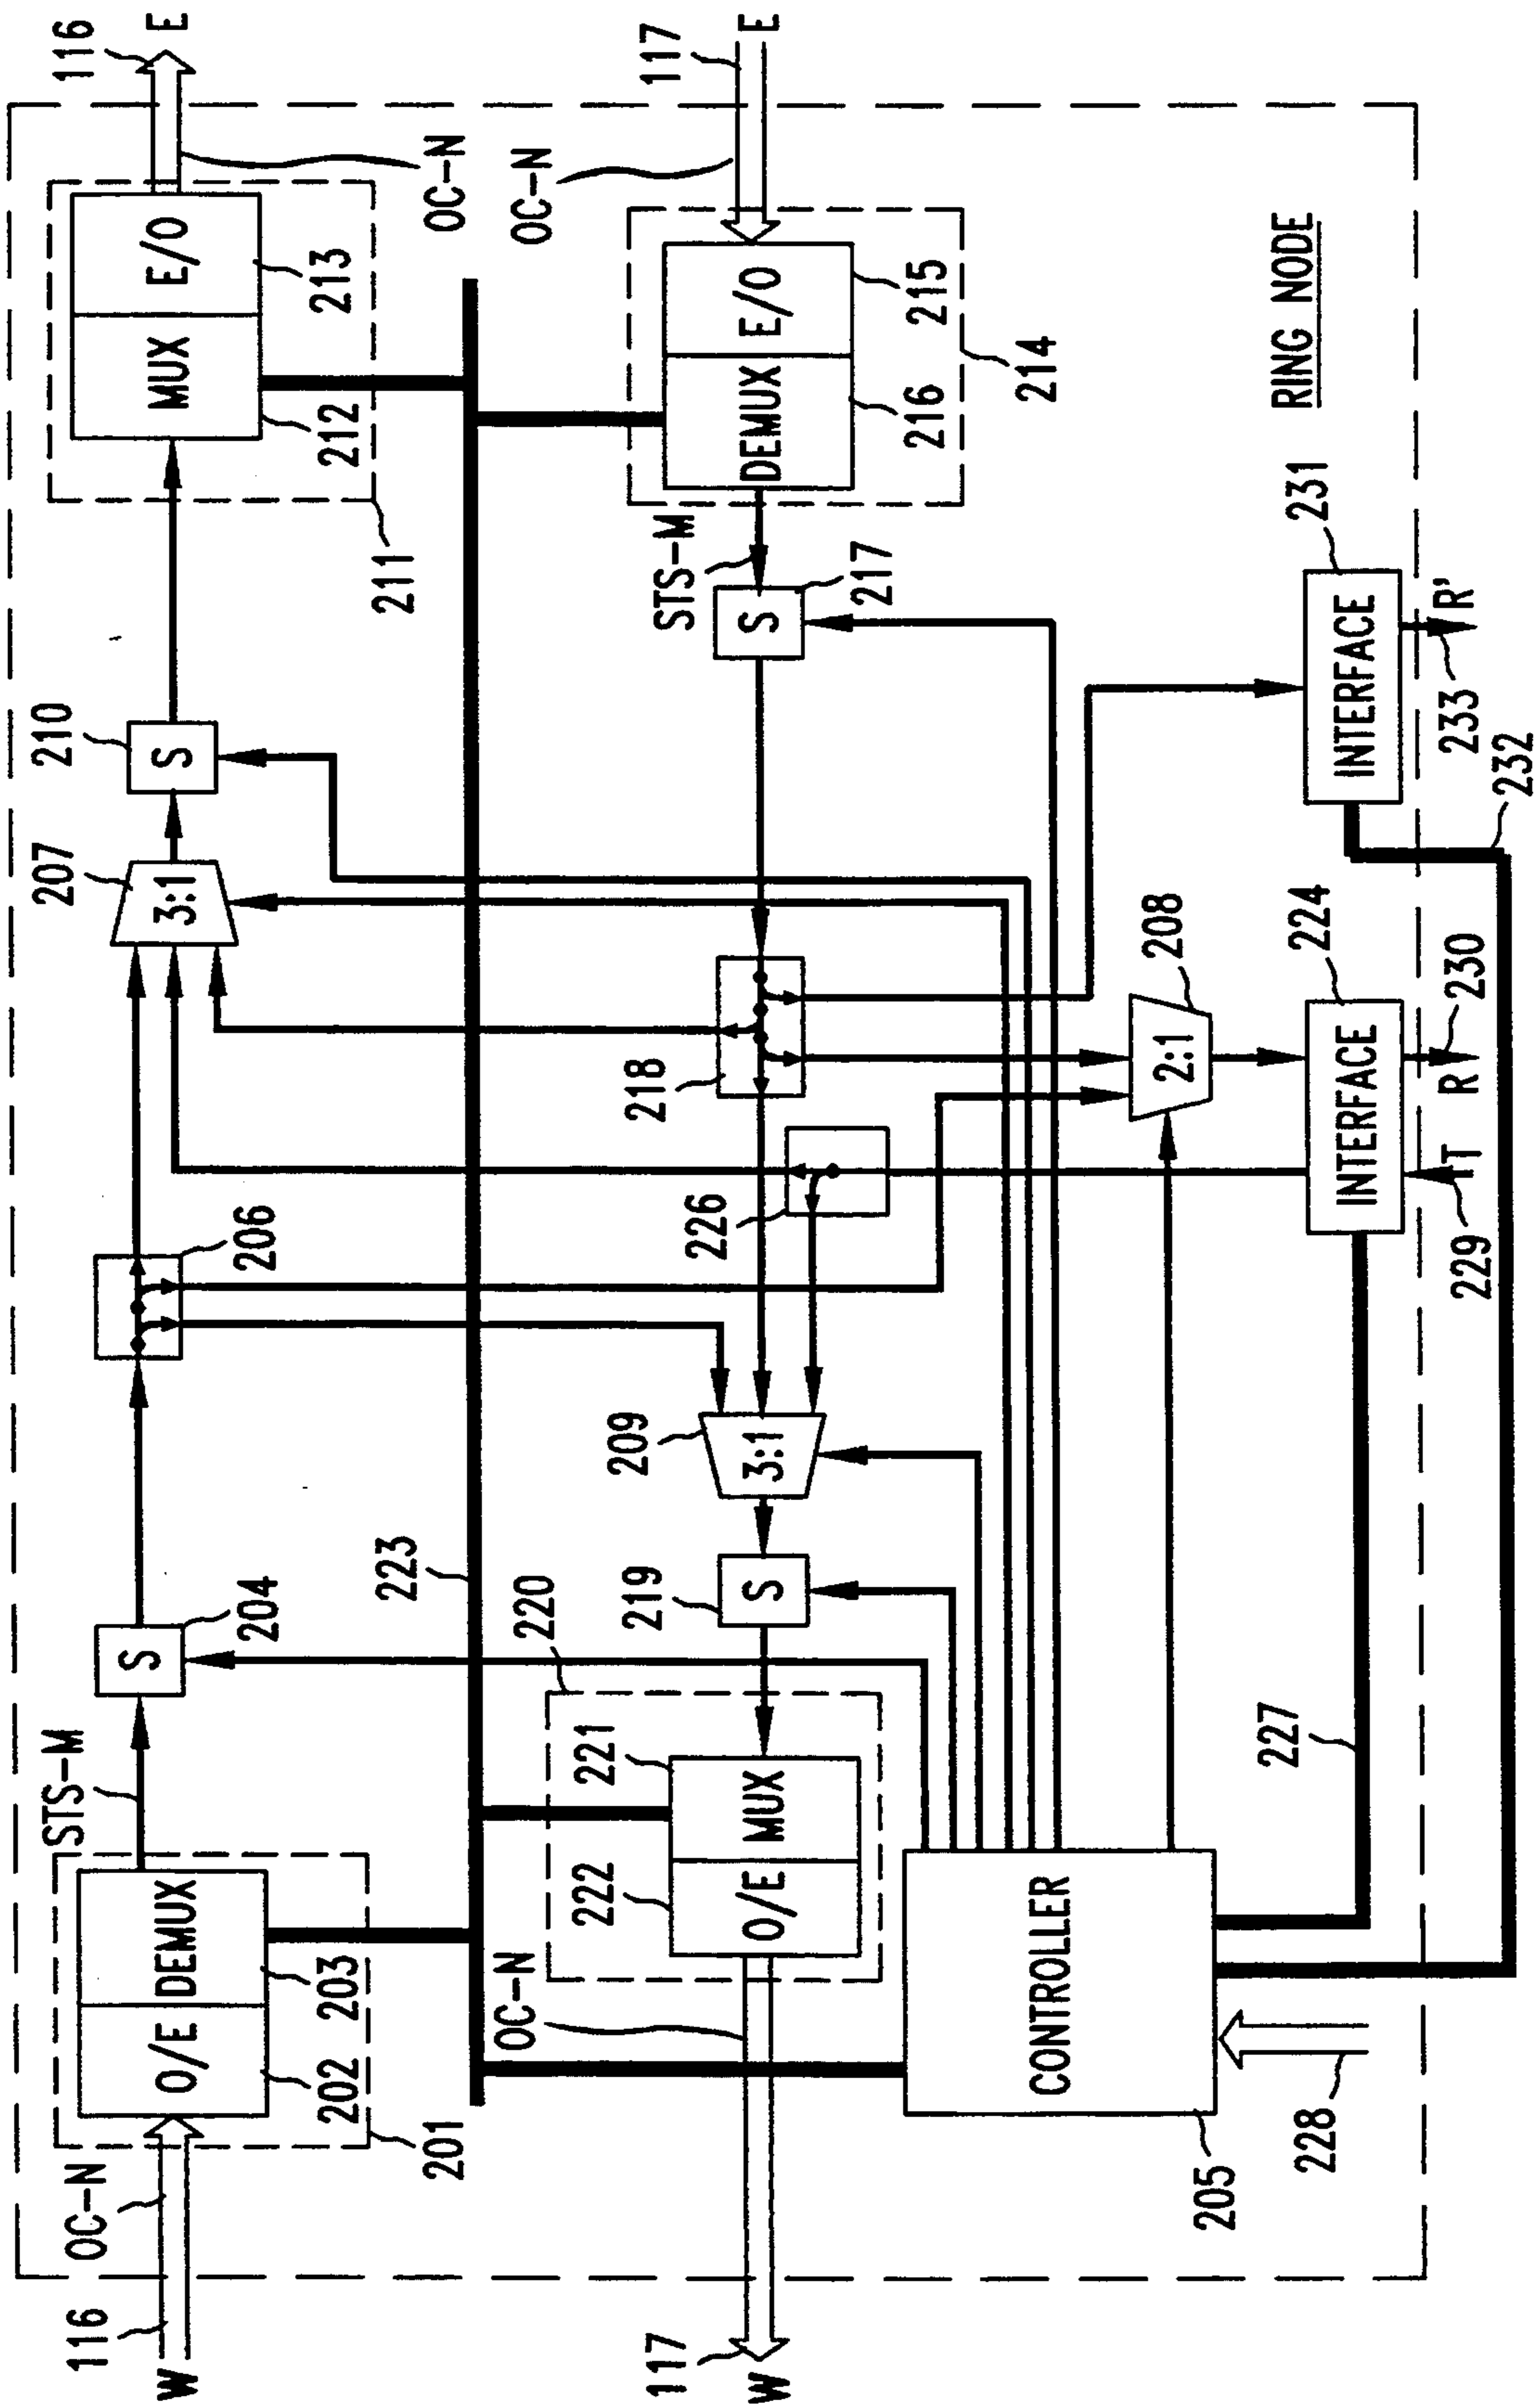 116
W
OC-N
201
O/E
DEMUX
202
203
STS-M
S
204
206
3:1
207
S
210
211
MUX
E/O
212
213
116
E
OC-N
223
117
W
OC-N
220
O/E
MUX
222
221
S
219
3:1
209
226
218
S
217
STS-M
DEMUX
E/O
216
215
214
OC-N
117
E
CONTROLLER
205
228
227
2:1
208
INTERFACE
224
T
229
R
230
INTERFACE
231
R'
233
232
RING NODE